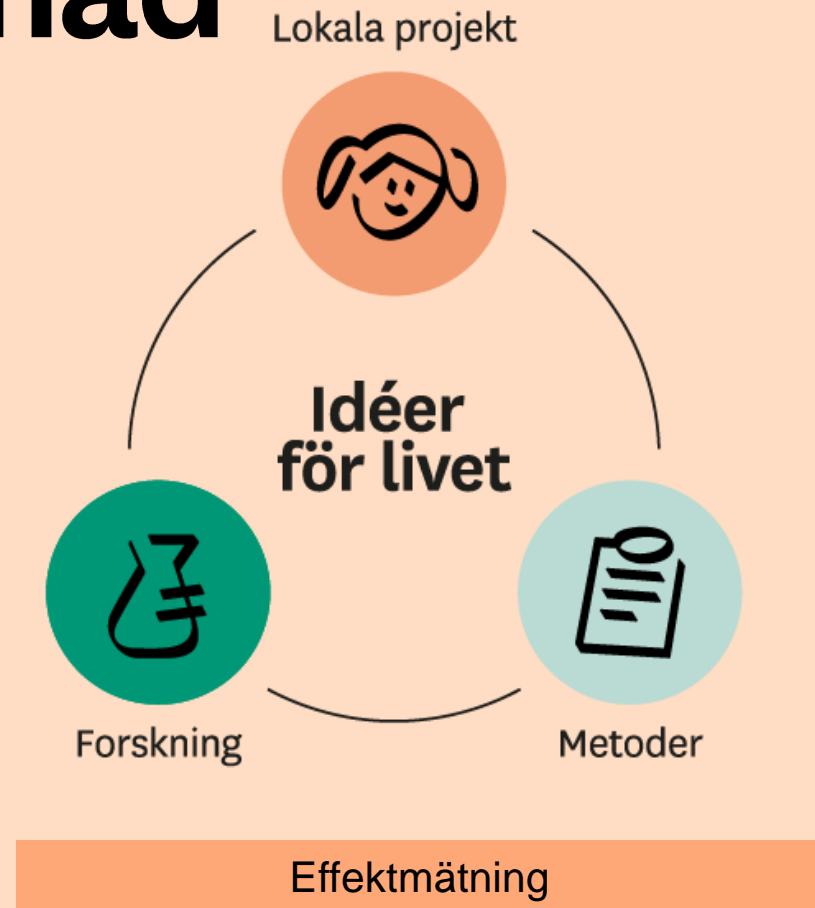 Lokala projekt
Idéer
för livet
Forskning
Metoder
Effektmätning